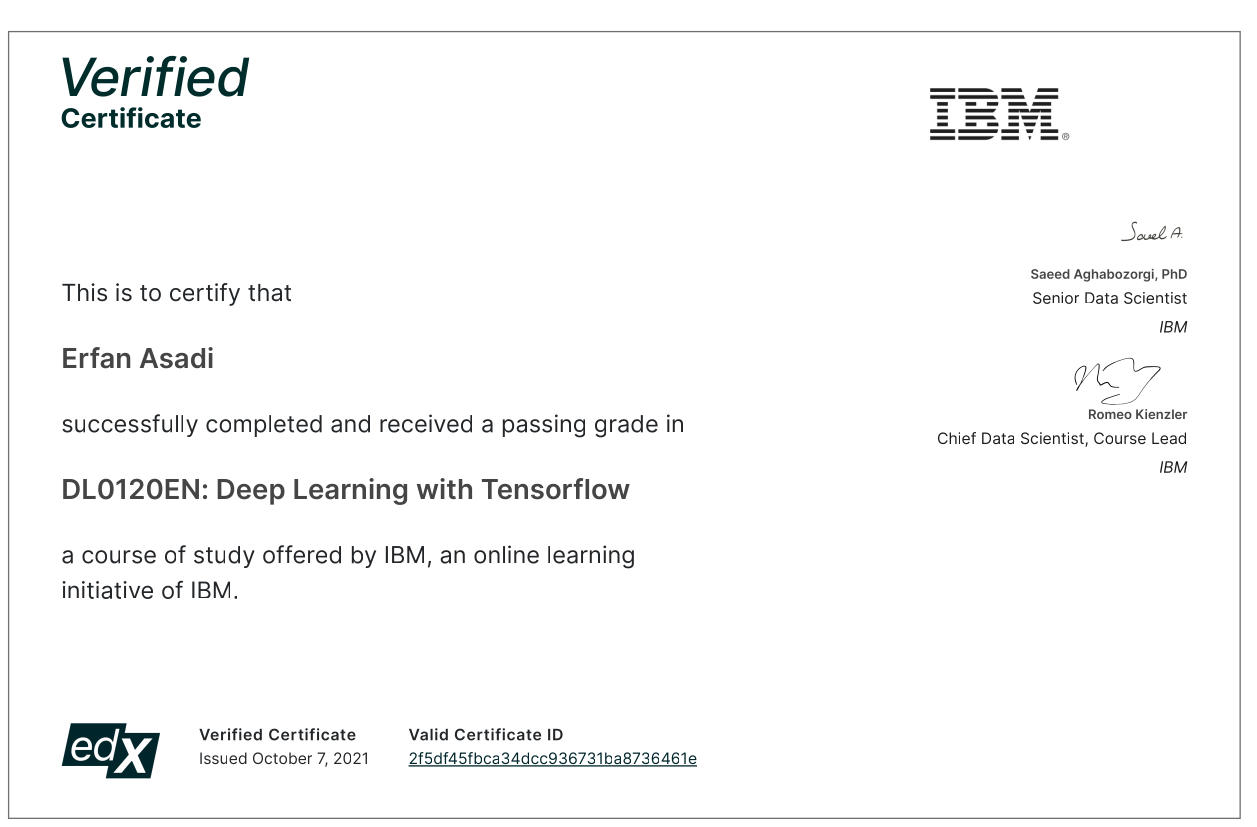 Verified
Certificate
IBM®
This is to certify that
Erfan Asadi
successfully completed and received a passing grade in
DL0120EN: Deep Learning with Tensorflow
a course of study offered by IBM, an online learning
initiative of IBM.
Saeed Aghabozorgi, PhD
Senior Data Scientist
IBM
Romeo Kienzler
Chief Data Scientist, Course Lead
IBM
edX
Verified Certificate
Issued October 7, 2021
Valid Certificate ID
2f5df45fbca34dcc936731ba8736461e